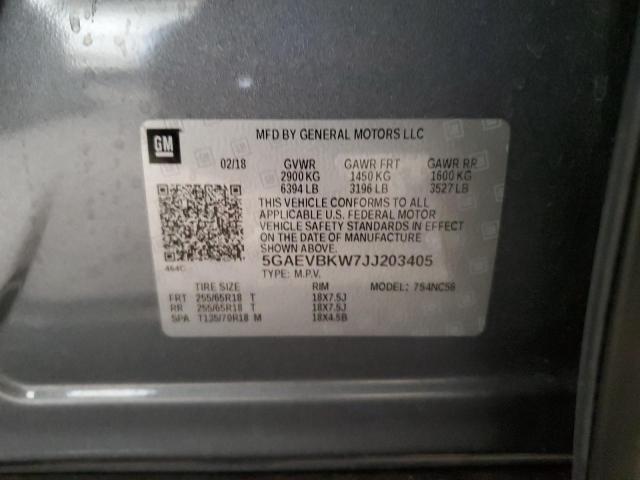 GM
MFD BY GENERAL MOTORS LLC
02/18 GVWR GAWR FRT GAWR RR
2900 KG 1450 KG 1600 KG
6394 LB 3196 LB 3527 LB
THIS VEHICLE CONFORMS TO ALL
APPLICABLE U.S. FEDERAL MOTOR
VEHICLE SAFETY STANDARDS IN EFFECT
ON THE DATE OF MANUFACTURE
SHOWN ABOVE.
464C
5GAEVBKW7JJ203405
TYPE: M.P.V.
TIRE SIZE RIM MODEL: 7S4NC56
FRT 255/65R18 T 18X7.5J
RR 255/65R18 T 18X7.5J
SPA T135/70R18 M 18X4.5B